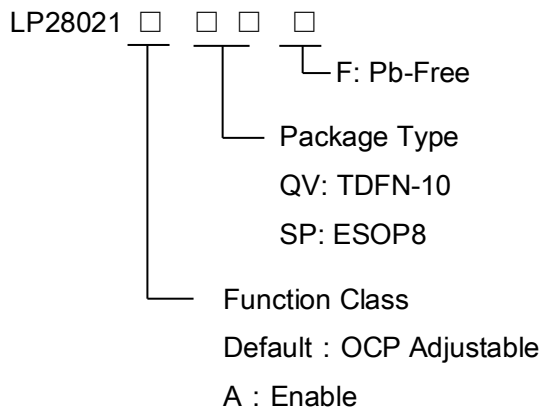 LP28021 □ □ □ □
F: Pb-Free
Package Type
QV: TDFN-10
SP: ESOP8
Function Class
Default : OCP Adjustable
A : Enable